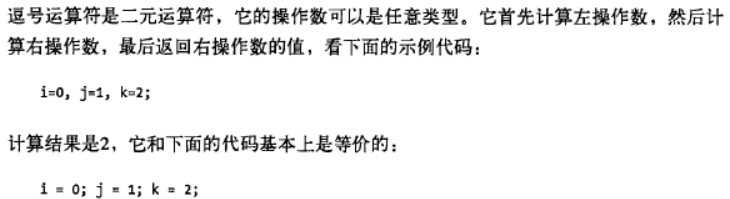 逗号运算符是二元运算符，它的操作数可以是任意类型。它首先计算左操作数，然后计
算右操作数，最后返回右操作数的值，看下面的示例代码：
i=0, j=1, k=2;
计算结果是2，它和下面的代码基本上是等价的：
i = 0; j = 1; k = 2;